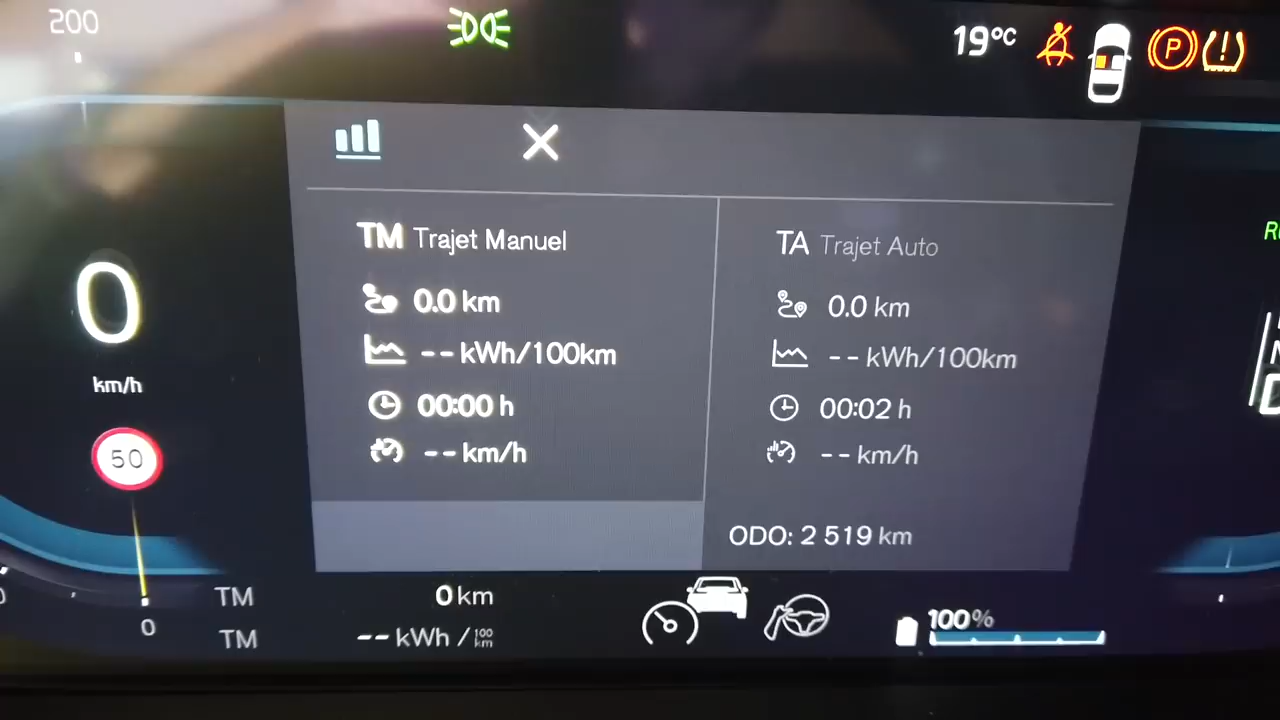 200
19°C
P
TM Trajet Manuel
0.0 km
-- kWh/100km
00:00 h
-- km/h
TA Trajet Auto
0.0 km
-- kWh/100km
00:02 h
-- km/h
ODO: 2 519 km
0
km/h
50
0
TM 0 km
TM -- kWh / 100 km
100%